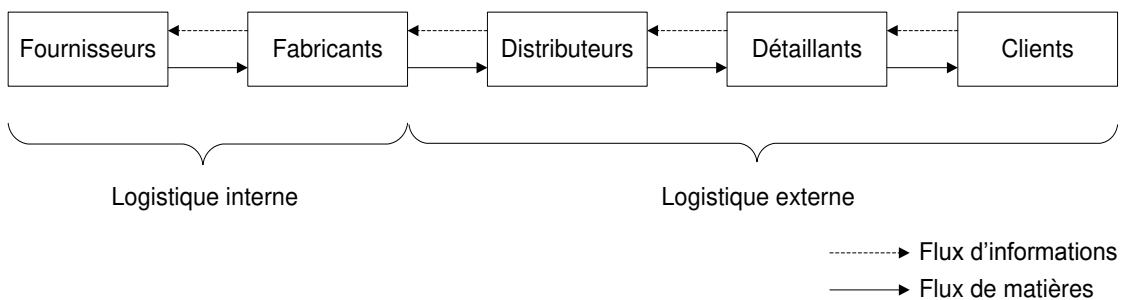 Fournisseurs Fabricants Distributeurs Détaillants Clients
Logistique interne Logistique externe
Flux d'informations
Flux de matières